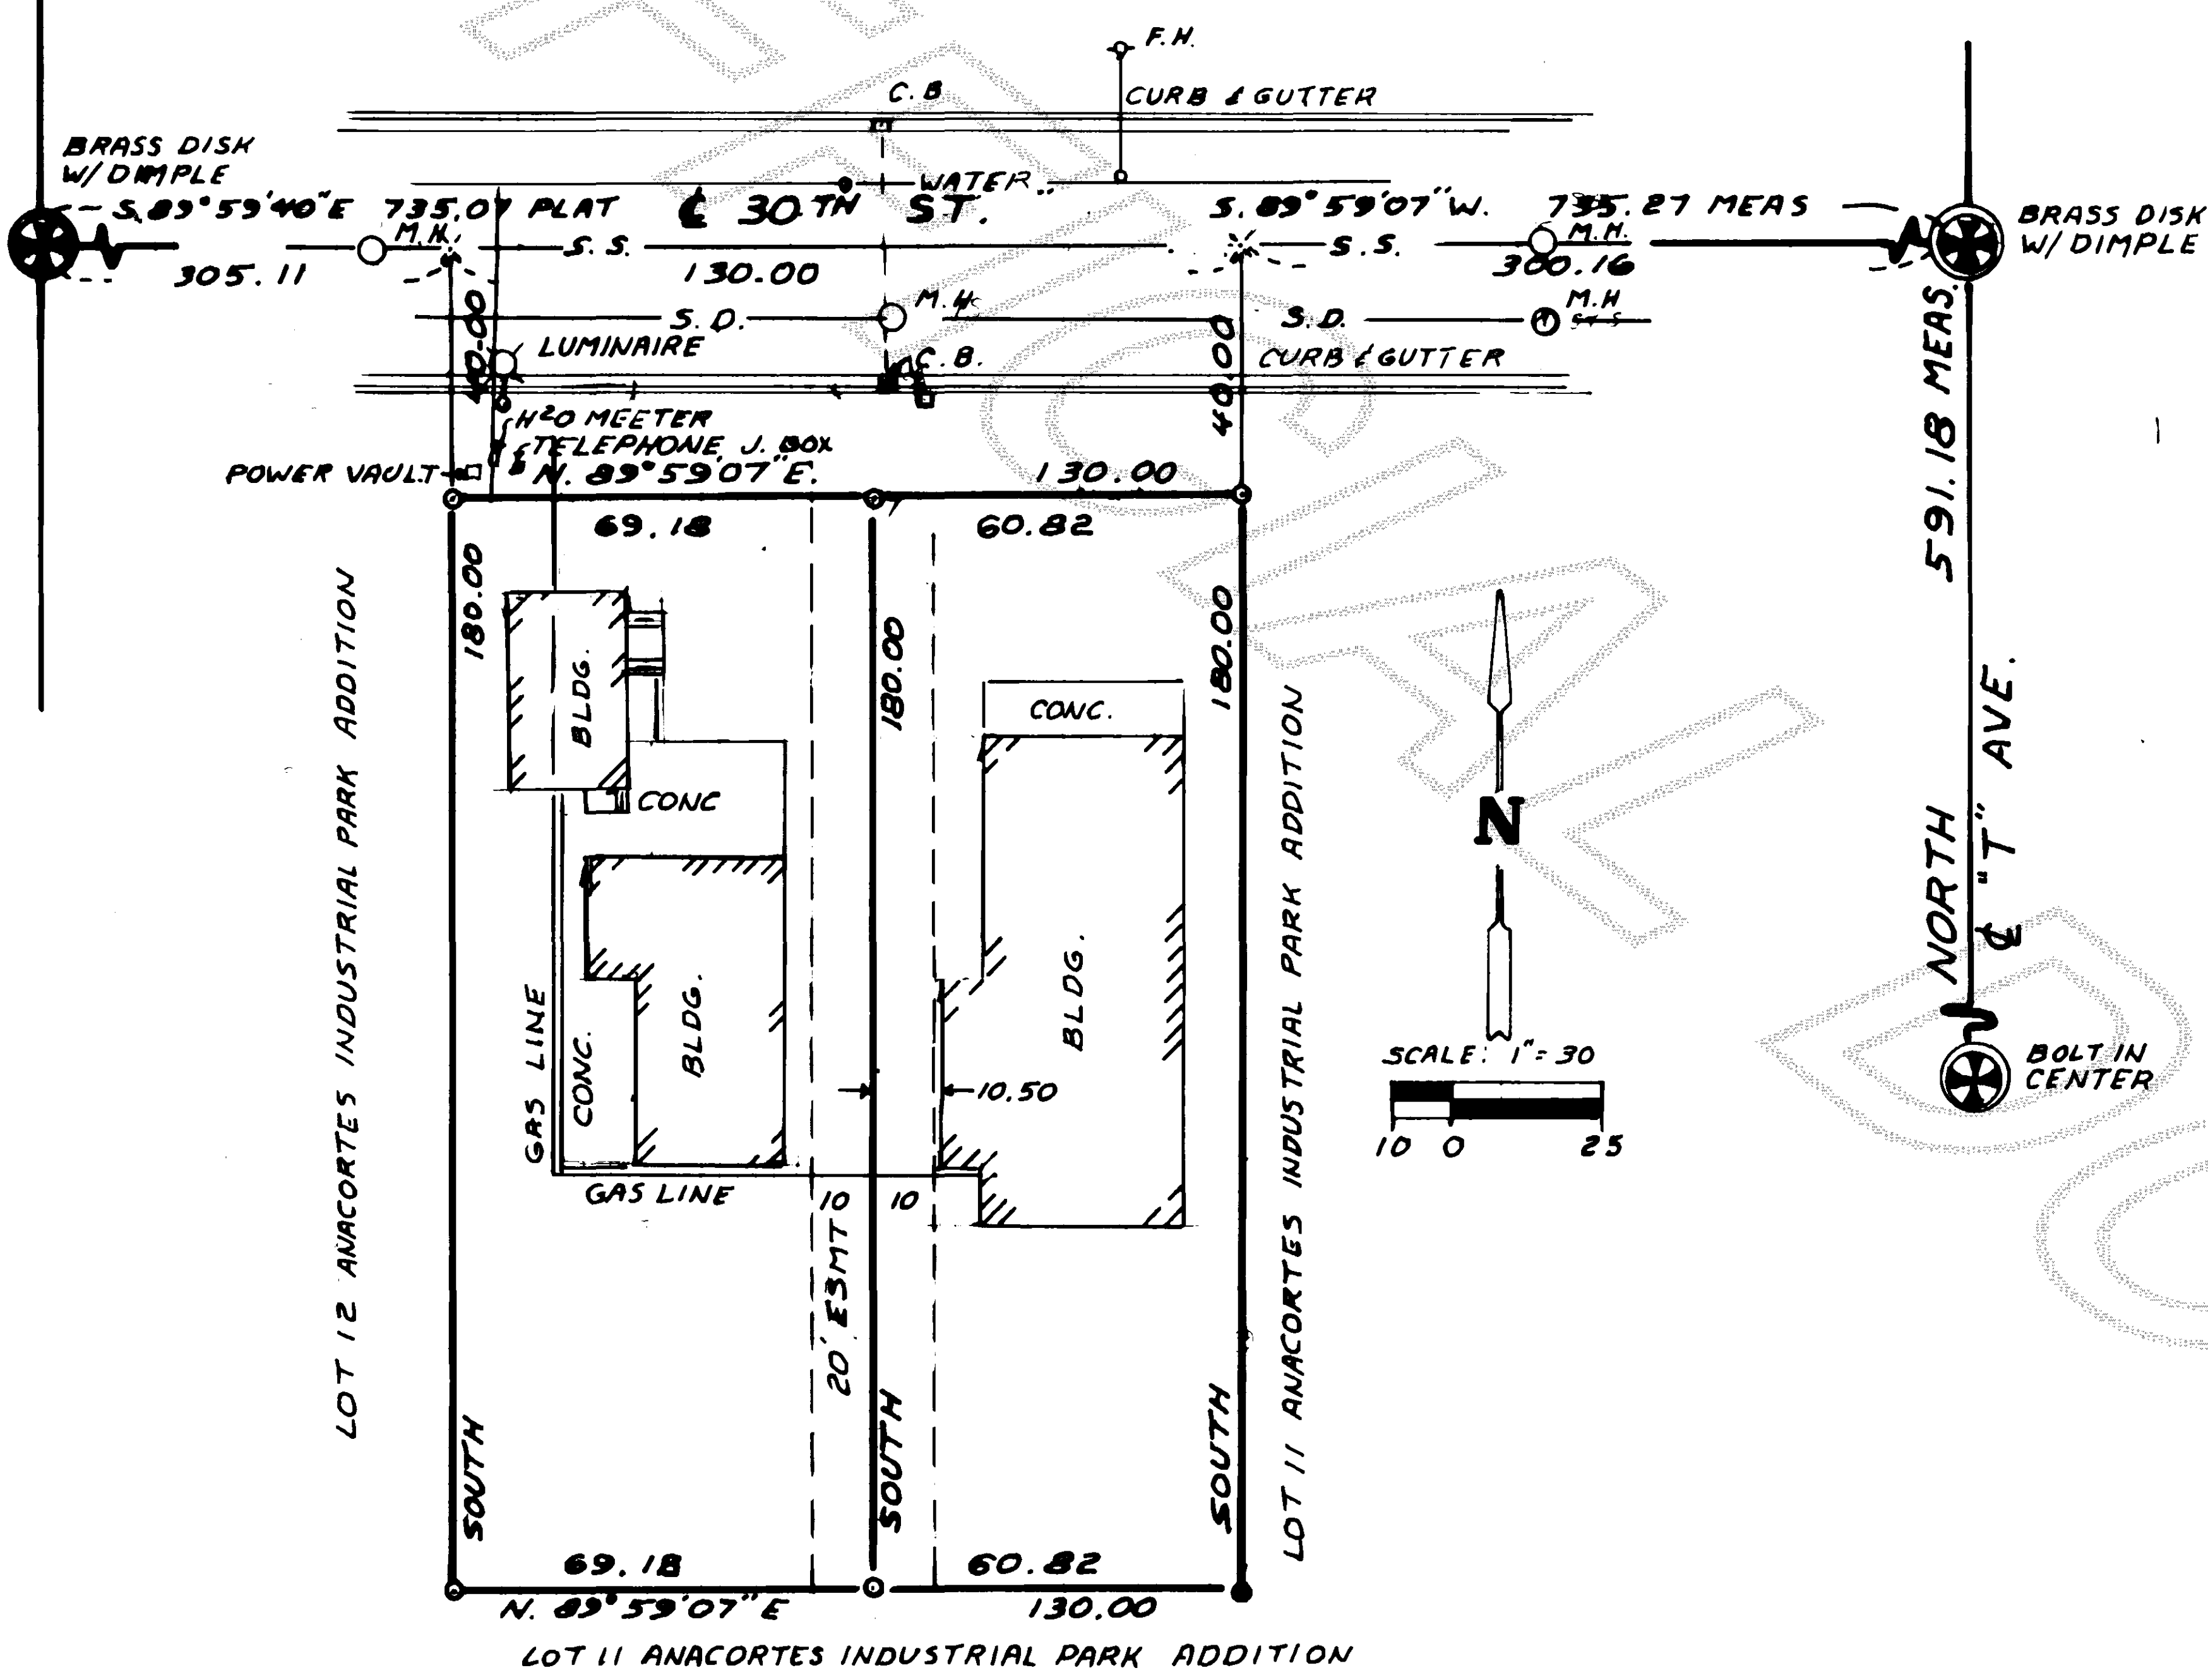 F.H.
C.B
CURB & GUTTER
BRASS DISK
W/ DIMPLE
WATER
S. 89°59'40"E 735.07 PLAT
℄ 30TH ST.
S. 89°59'07"W. 735.27 MEAS
BRASS DISK
W/ DIMPLE
M.H.
S.S.
S.S.
M.H.
305.11
130.00
300.16
40.00
S.D.
M.H.
S.D.
M.H
LUMINAIRE
C.B.
40.00
CURB & GUTTER
591.18 MEAS.
H2O MEETER
TELEPHONE J. BOX
POWER VAULT
N. 89°59'07"E.
130.00
69.18
60.82
180.00
180.00
180.00
BLDG.
CONC.
CONC
LOT 12 ANACORTES INDUSTRIAL PARK ADDITION
GAS LINE
CONC.
BLDG.
BLDG.
10.50
LOT 11 ANACORTES INDUSTRIAL PARK ADDITION
N
SCALE: 1"=30
10 0 25
NORTH
℄ "T" AVE.
BOLT IN
CENTER
GAS LINE
10 10
20' ESMT
SOUTH
SOUTH
SOUTH
69.18
60.82
N. 89°59'07"E
130.00
LOT 11 ANACORTES INDUSTRIAL PARK ADDITION